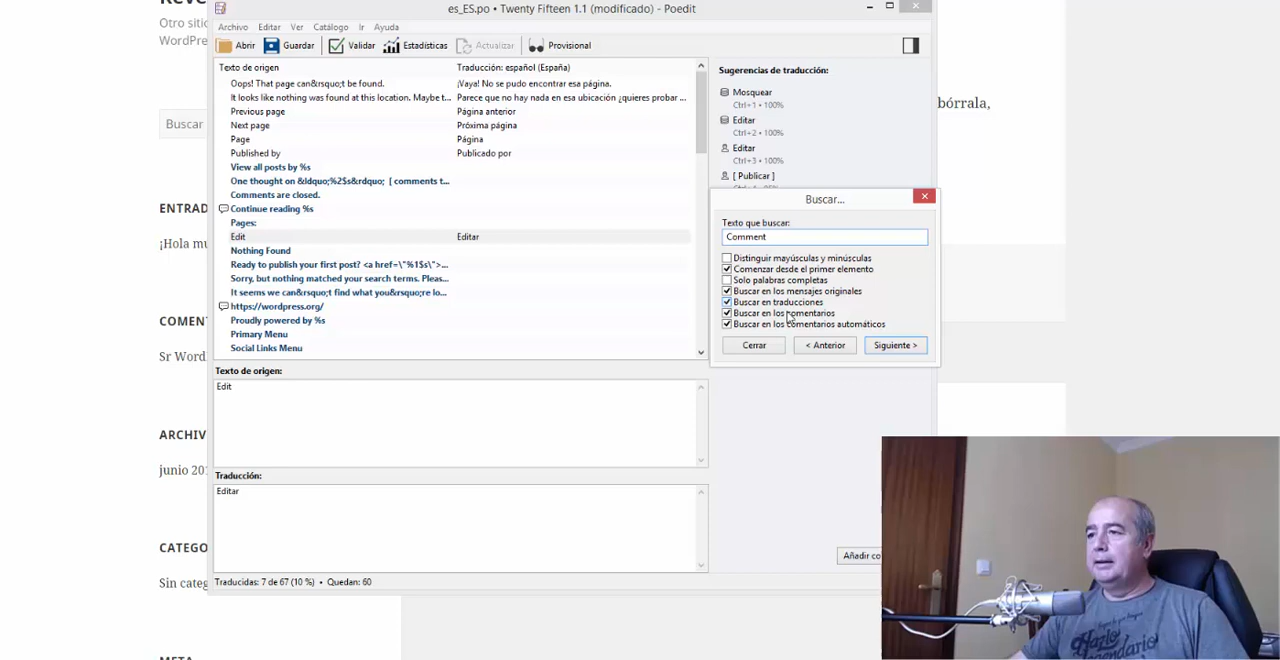 Otro sitio
WordPre
Buscar
ENTRAD
¡Hola mu
COMEN
Sr Word
ARCHIV
junio 20
CATEGO
Sin categ
META
bórrala,
es_ES.po • Twenty Fifteen 1.1 (modificado) - Poedit
Archivo Editar Ver Catálogo Ir Ayuda
Abrir Guardar Validar Estadísticas Actualizar Provisional
Texto de origen Traducción: español (España)
Oops! That page can&rsquo;t be found. ¡Vaya! No se pudo encontrar esa página.
It looks like nothing was found at this location. Maybe t... Parece que no hay nada en esa ubicación ¿quieres probar ...
Previous page Página anterior
Next page Próxima página
Page Página
Published by Publicado por
View all posts by %s
One thought on &ldquo;%2$s&rdquo; [ comments t...
Comments are closed.
Continue reading %s
Pages:
Edit Editar
Nothing Found
Ready to publish your first post? <a href=\"%1$s\">...
Sorry, but nothing matched your search terms. Pleas...
It seems we can&rsquo;t find what you&rsquo;re lo...
https://wordpress.org/
Proudly powered by %s
Primary Menu
Social Links Menu
Texto de origen:
Edit
Traducción:
Editar
Traducidas: 7 de 67 (10 %) • Quedan: 60
Sugerencias de traducción:
Mosquear
Ctrl+1 • 100%
Editar
Ctrl+2 • 100%
Editar
Ctrl+3 • 100%
[ Publicar ]
Buscar...
Texto que buscar:
Comment
Distinguir mayúsculas y minúsculas
Comenzar desde el primer elemento
Solo palabras completas
Buscar en los mensajes originales
Buscar en traducciones
Buscar en los comentarios
Buscar en los comentarios automáticos
Cerrar < Anterior Siguiente >
Añadir co
Hazlo